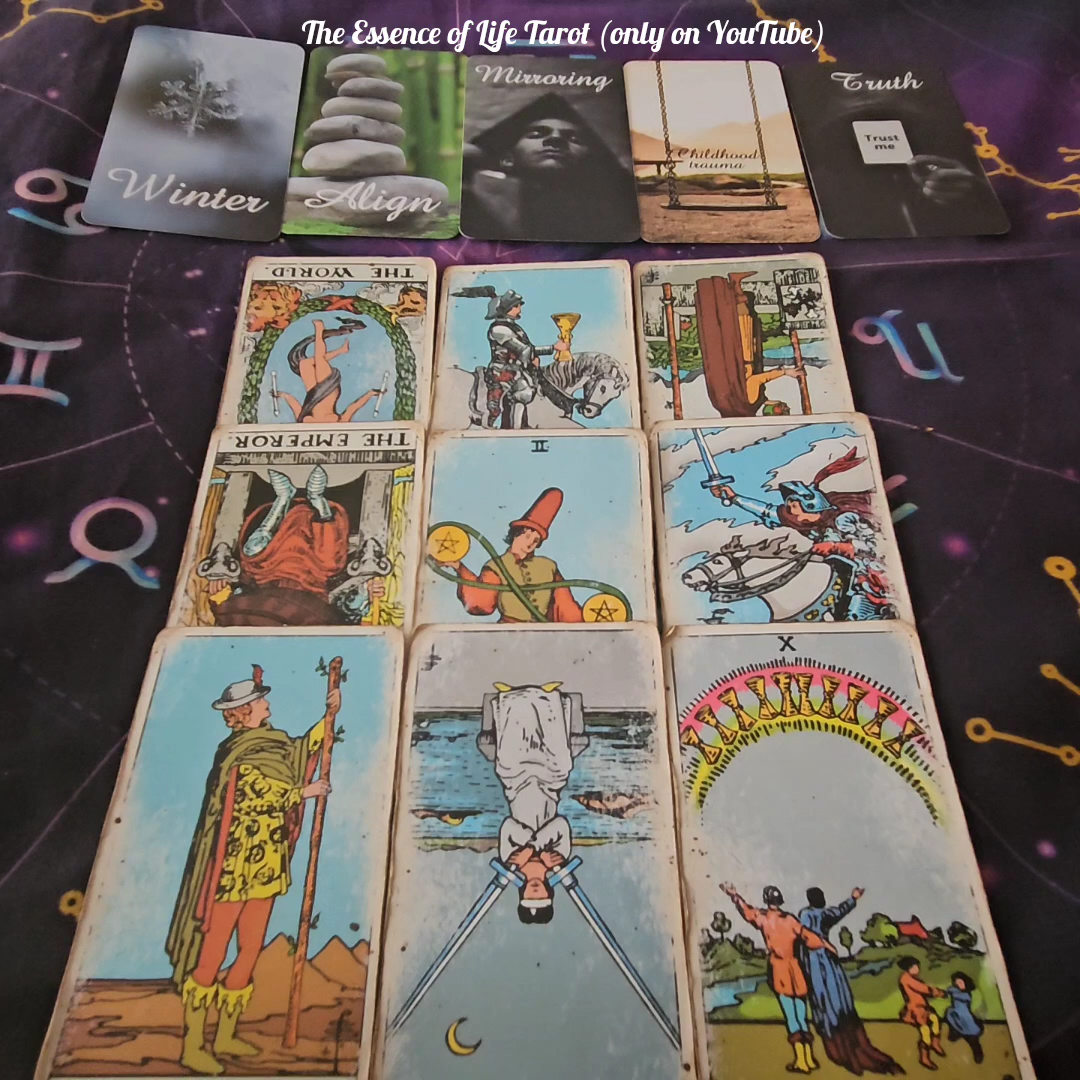 The Essence of Life Tarot (only on YouTube)
Winter
Align
Mirroring
Childhood
trauma
Truth
Trust
me
THE WORLD.
THE EMPEROR.
II
X